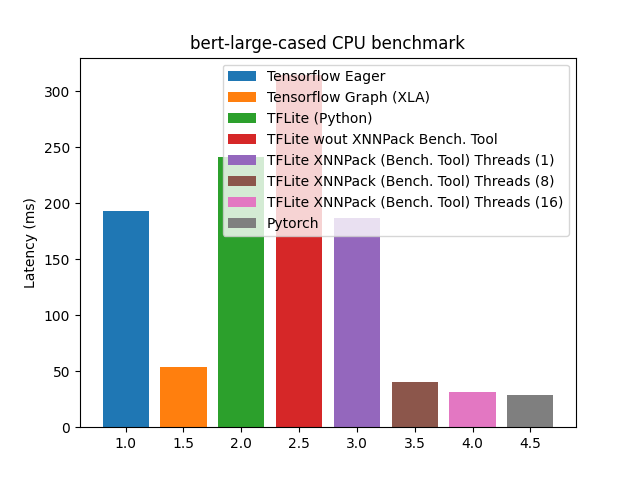 bert-large-cased CPU benchmark
Tensorflow Eager
Tensorflow Graph (XLA)
TFLite (Python)
TFLite wout XNNPack Bench. Tool
TFLite XNNPack (Bench. Tool) Threads (1)
TFLite XNNPack (Bench. Tool) Threads (8)
TFLite XNNPack (Bench. Tool) Threads (16)
Pytorch
Latency (ms)
300
250
200
150
100
50
0
1.0 1.5 2.0 2.5 3.0 3.5 4.0 4.5